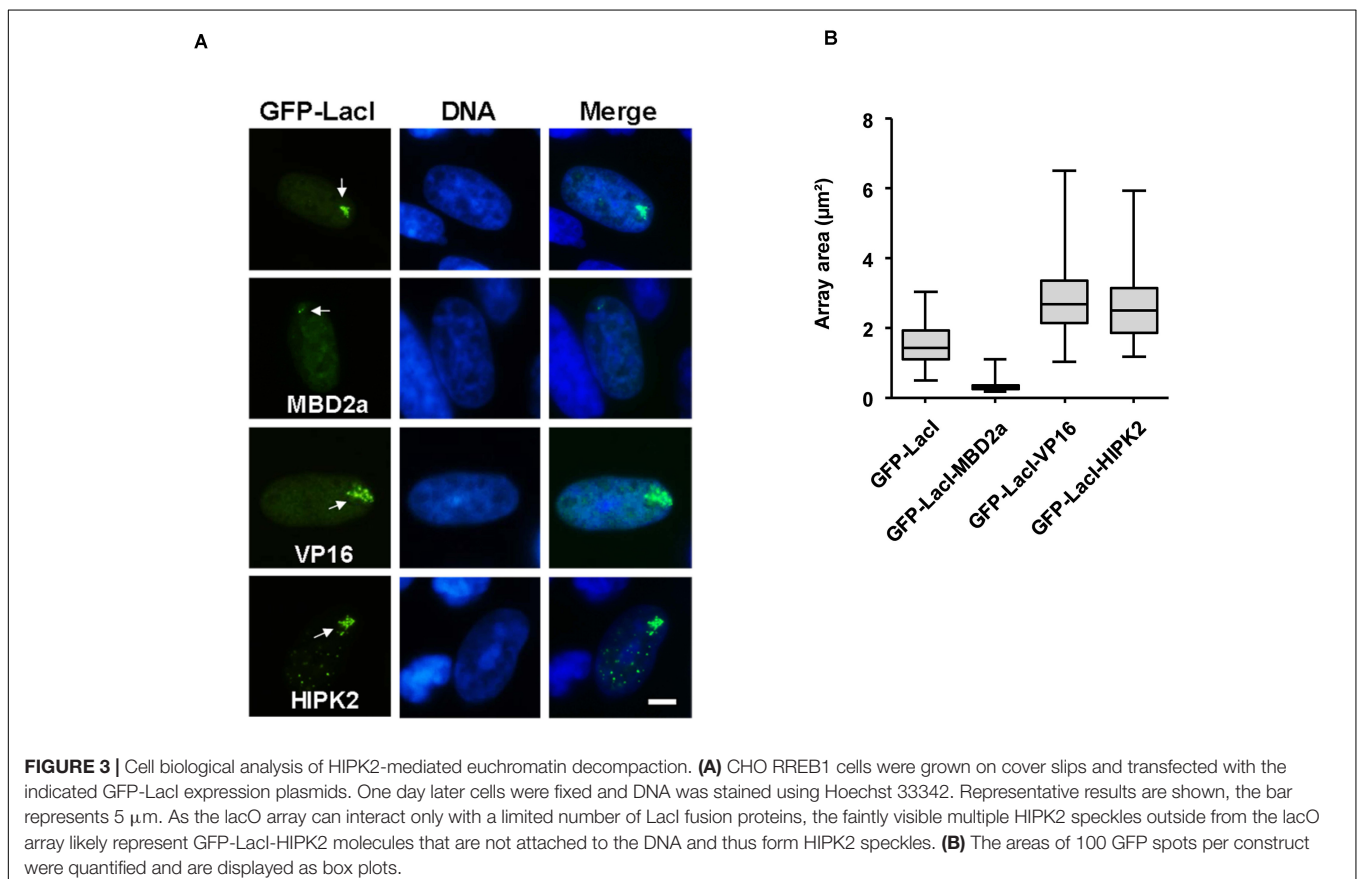 A
GFP-LacI DNA Merge
MBD2a
VP16
HIPK2
B
Array area (µm²)
8
6
4
2
0
GFP-LacI
GFP-LacI-MBD2a
GFP-LacI-VP16
GFP-LacI-HIPK2
FIGURE 3 | Cell biological analysis of HIPK2-mediated euchromatin decompaction. (A) CHO RREB1 cells were grown on cover slips and transfected with the
indicated GFP-LacI expression plasmids. One day later cells were fixed and DNA was stained using Hoechst 33342. Representative results are shown, the bar
represents 5 µm. As the lacO array can interact only with a limited number of LacI fusion proteins, the faintly visible multiple HIPK2 speckles outside from the lacO
array likely represent GFP-LacI-HIPK2 molecules that are not attached to the DNA and thus form HIPK2 speckles. (B) The areas of 100 GFP spots per construct
were quantified and are displayed as box plots.